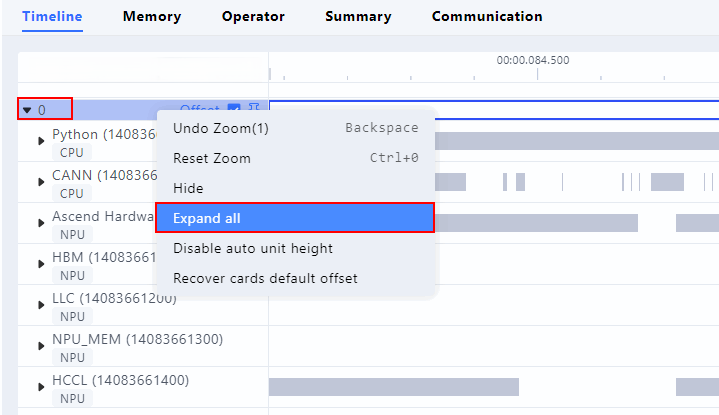 Timeline Memory Operator Summary Communication
00:00.084.500
0 Offset
Undo Zoom(1) Backspace
Python (1408366
CPU
Reset Zoom Ctrl+0
CANN (14083666
CPU
Hide
Ascend Hardwa
NPU
Expand all
Disable auto unit height
HBM (140836611
NPU
Recover cards default offset
LLC (14083661200)
NPU
NPU_MEM (14083661300)
NPU
HCCL (14083661400)
NPU